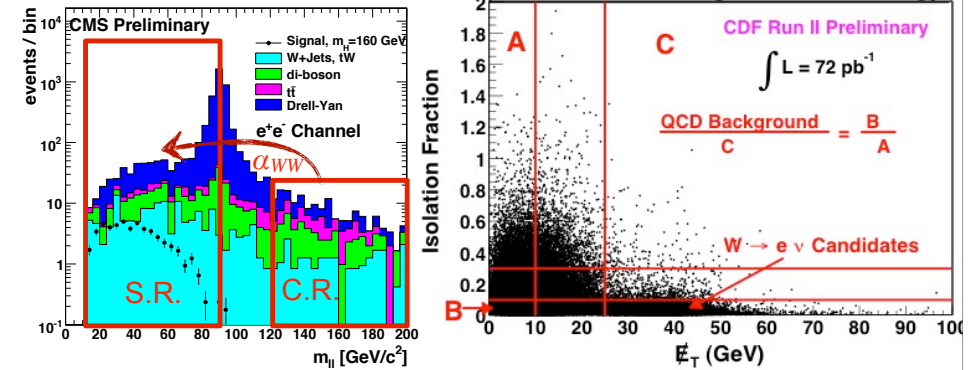 CMS Preliminary
events / bin
10⁴
10³
10²
10
1
10⁻¹
Signal, m_H=160 GeV
W+Jets, tW
di-boson
tt̄
Drell-Yan
e⁺e⁻ Channel
α_WW
S.R.
C.R.
0 20 40 60 80 100 120 140 160 180 200
m_ll [GeV/c²]
Isolation Fraction
2
1.8
1.6
1.4
1.2
1
0.8
0.6
0.4
0.2
0
A
C
B
CDF Run II Preliminary
∫ L = 72 pb⁻¹
QCD Background / C = B / A
W → e ν Candidates
0 10 20 30 40 50 60 70 80 90 100
E̸_T (GeV)